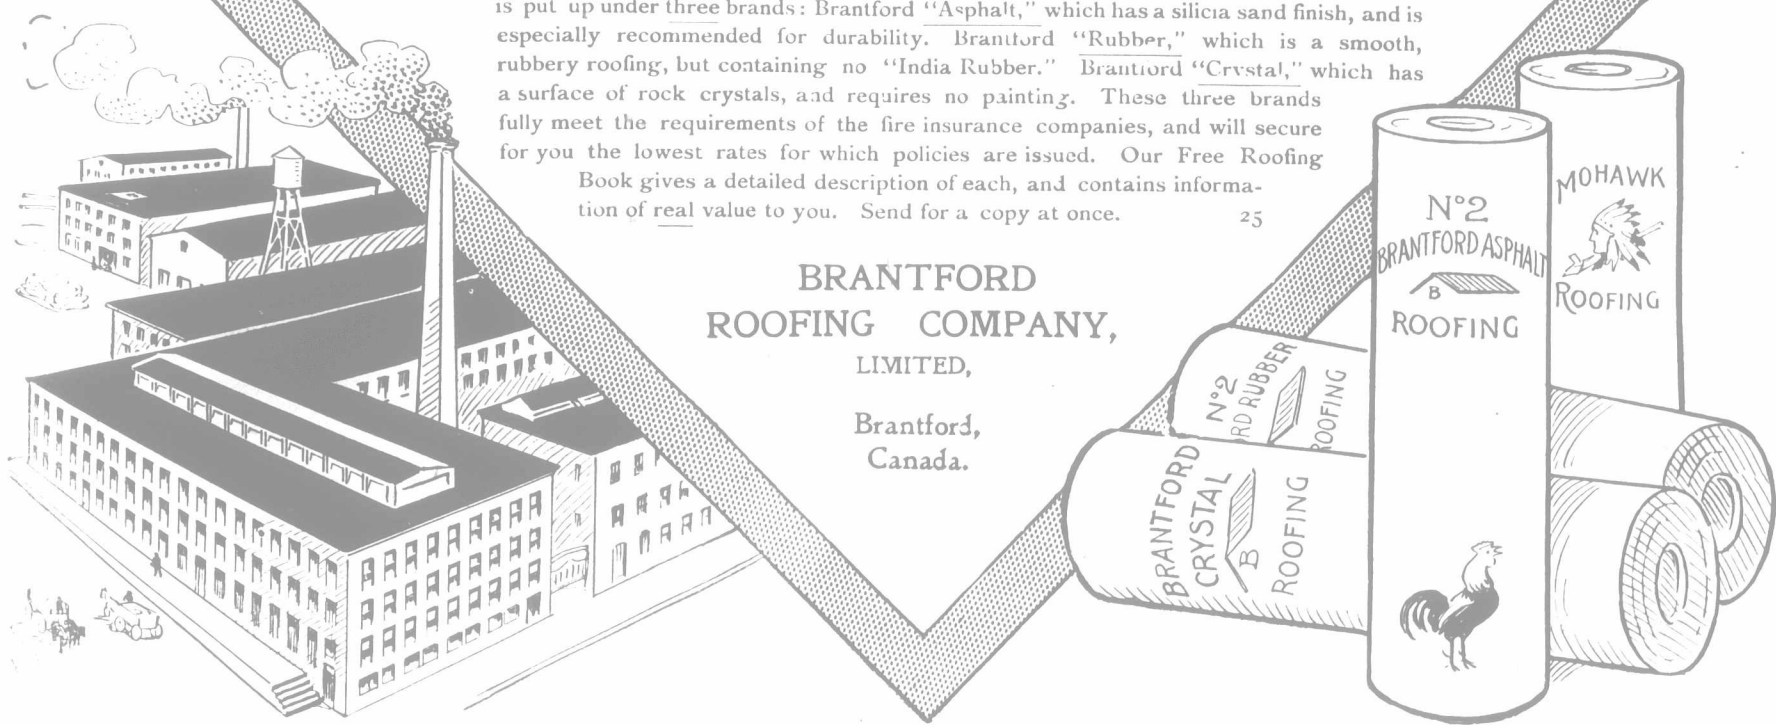 is put up under three brands: Brantford "Asphalt," which has a silicia sand finish, and is
especially recommended for durability. Brantford "Rubber," which is a smooth,
rubbery roofing, but containing no "India Rubber." Brantford "Crystal," which has
a surface of rock crystals, and requires no painting. These three brands
fully meet the requirements of the fire insurance companies, and will secure
for you the lowest rates for which policies are issued. Our Free Roofing
Book gives a detailed description of each, and contains informa-
tion of real value to you. Send for a copy at once. 25
BRANTFORD
ROOFING COMPANY,
LIMITED,
Brantford,
Canada.
MOHAWK
ROOFING
N°2
BRANTFORD ASPHALT
B
ROOFING
N°2
RD RUBBER
ROOFING
BRANTFORD
CRYSTAL
B
ROOFING